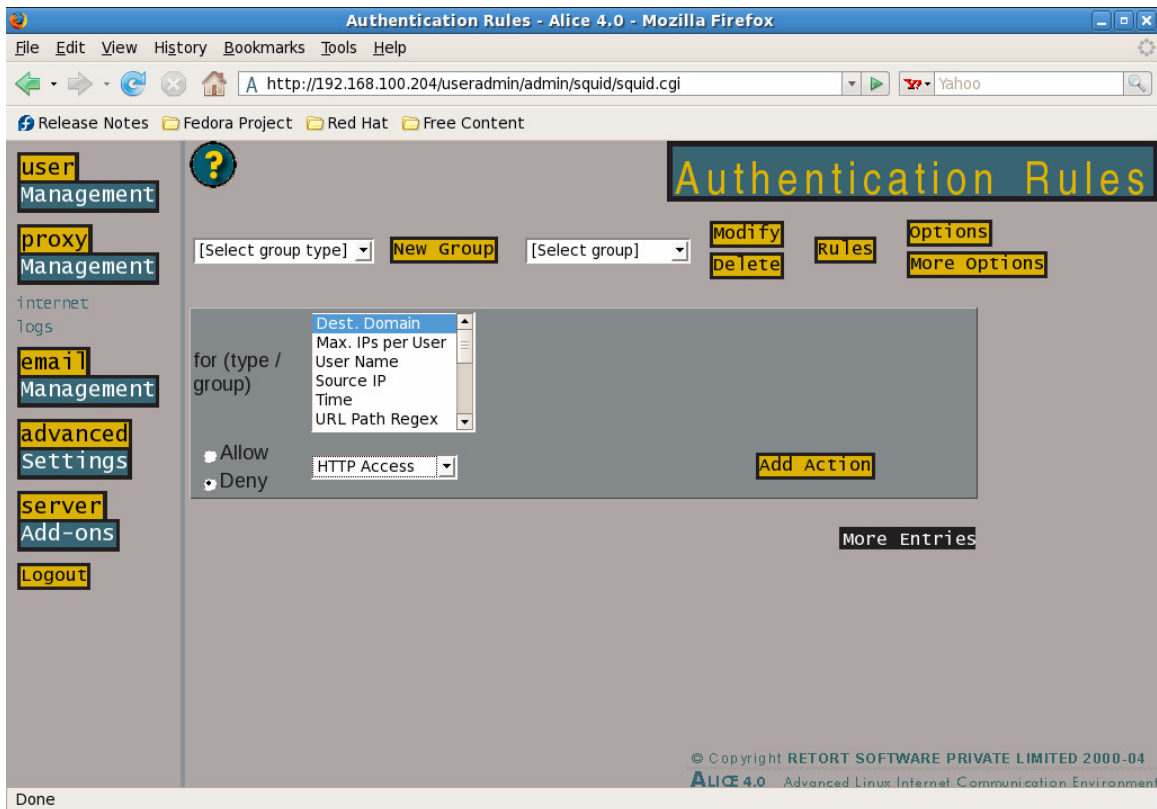 Authentication Rules - Alice 4.0 - Mozilla Firefox
File Edit View History Bookmarks Tools Help
http://192.168.100.204/useradmin/admin/squid/squid.cgi
Yahoo
Release Notes Fedora Project Red Hat Free Content
user Management
proxy Management
internet
logs
email Management
advanced Settings
server Add-ons
Logout
?
Authentication Rules
[Select group type] New Group [Select group] Modify Delete Rules Options More Options
for (type / group)
Dest. Domain
Max. IPs per User
User Name
Source IP
Time
URL Path Regex
Allow
Deny
HTTP Access
Add Action
More Entries
© Copyright RETORT SOFTWARE PRIVATE LIMITED 2000-04
ALICE 4.0 Advanced Linux Internet Communication Environment
Done